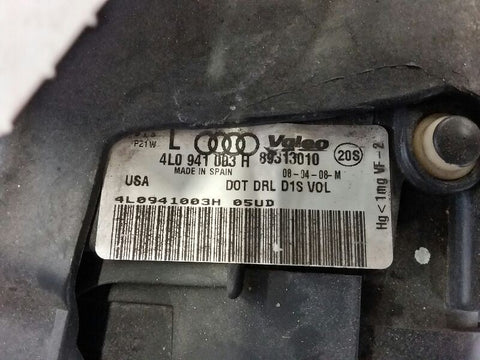 P21W
L Valeo
4L0 941 003 H 89313010
MADE IN SPAIN 08-04-08-M
20S
USA DOT DRL D1S VOL
4L0941003H 05UD
Hg<1mg VF-2